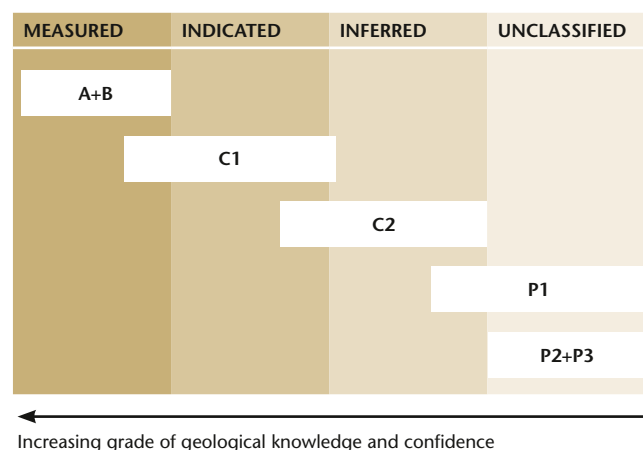 MEASURED INDICATED INFERRED UNCLASSIFIED
A+B
C1
C2
P1
P2+P3
Increasing grade of geological knowledge and confidence